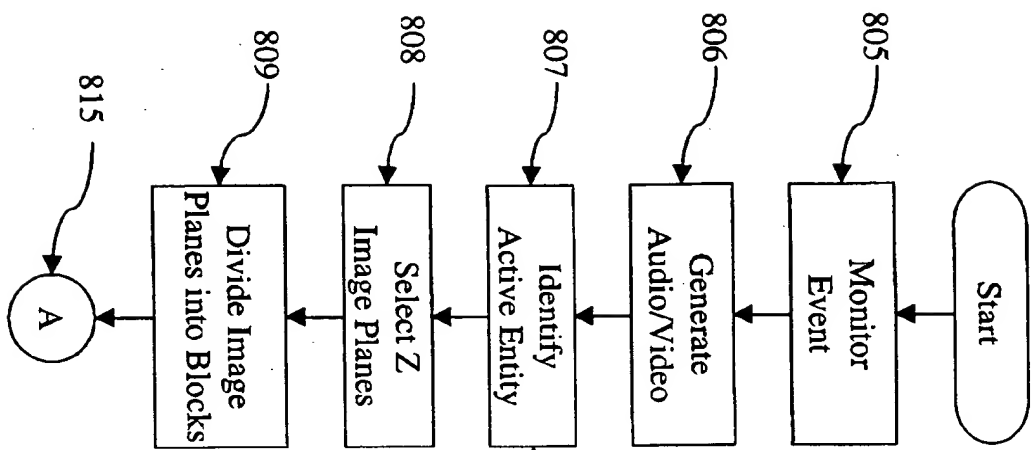 Start
805
Monitor
Event
806
Generate
Audio/Video
807
Identify
Active Entity
808
Select Z
Image Planes
809
Divide Image
Planes into Blocks
815
A